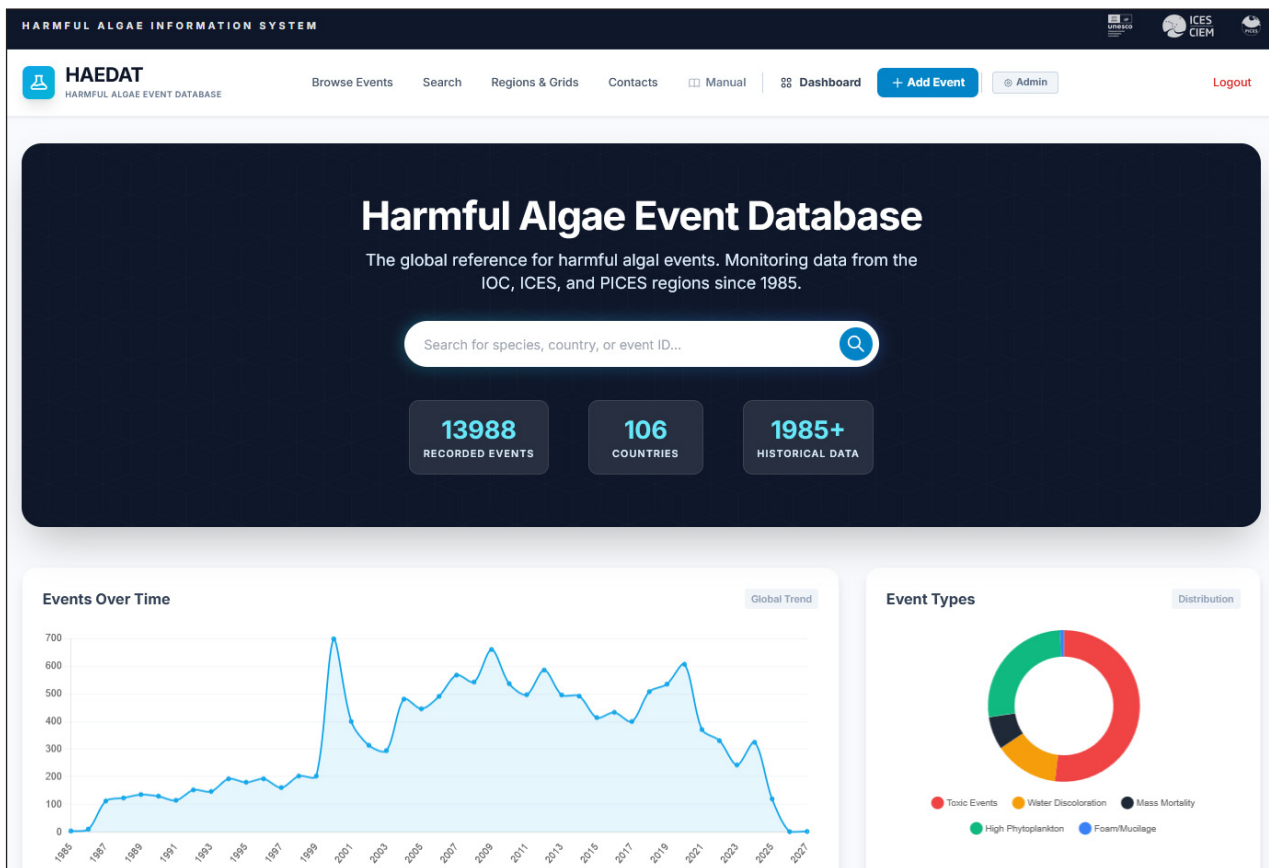 HARMFUL ALGAE INFORMATION SYSTEM
unesco
ICES
CIEM
PICES
HAEDAT
HARMFUL ALGAE EVENT DATABASE
Browse Events
Search
Regions & Grids
Contacts
Manual
Dashboard
+ Add Event
Admin
Logout
Harmful Algae Event Database
The global reference for harmful algal events. Monitoring data from the
IOC, ICES, and PICES regions since 1985.
Search for species, country, or event ID...
13988
RECORDED EVENTS
106
COUNTRIES
1985+
HISTORICAL DATA
Events Over Time
Global Trend
700
600
500
400
300
200
100
0
1985
1987
1989
1991
1993
1995
1997
1999
2001
2003
2005
2007
2009
2011
2013
2015
2017
2019
2021
2023
2025
2027
Event Types
Distribution
Toxic Events
Water Discoloration
Mass Mortality
High Phytoplankton
Foam/Mucilage